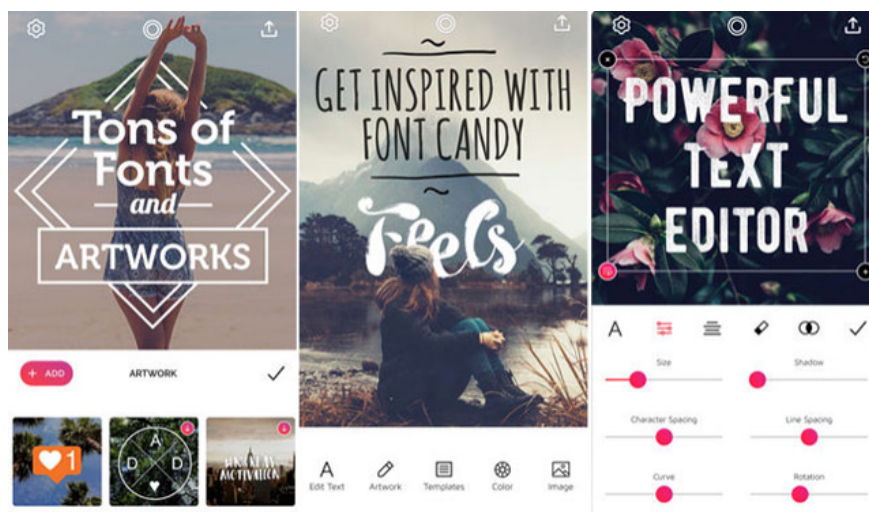 Tons of
Fonts
and
ARTWORKS
+ ADD
ARTWORK
1
A
D D
MOTIVATION
GET INSPIRED WITH
FONT CANDY
Feels
A
Edit Text
Artwork
Templates
Color
Image
POWERFUL
TEXT
EDITOR
A
Size
Shadow
Character Spacing
Line Spacing
Curve
Rotation